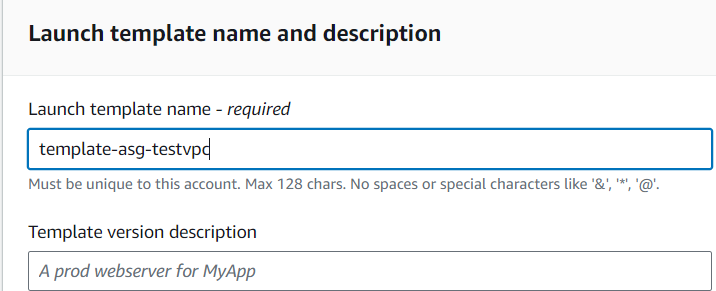 Launch template name and description
Launch template name - required
template-asg-testvpc
Must be unique to this account. Max 128 chars. No spaces or special characters like '&', '*', '@'.
Template version description
A prod webserver for MyApp